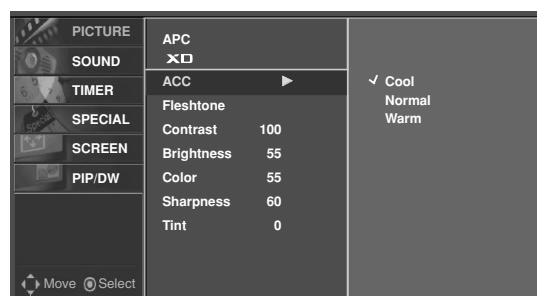 PICTURE
SOUND
TIMER
SPECIAL
SCREEN
PIP/DW
Move Select
APC
XD
ACC
Fleshtone
Contrast 100
Brightness 55
Color 55
Sharpness 60
Tint 0
Cool
Normal
Warm